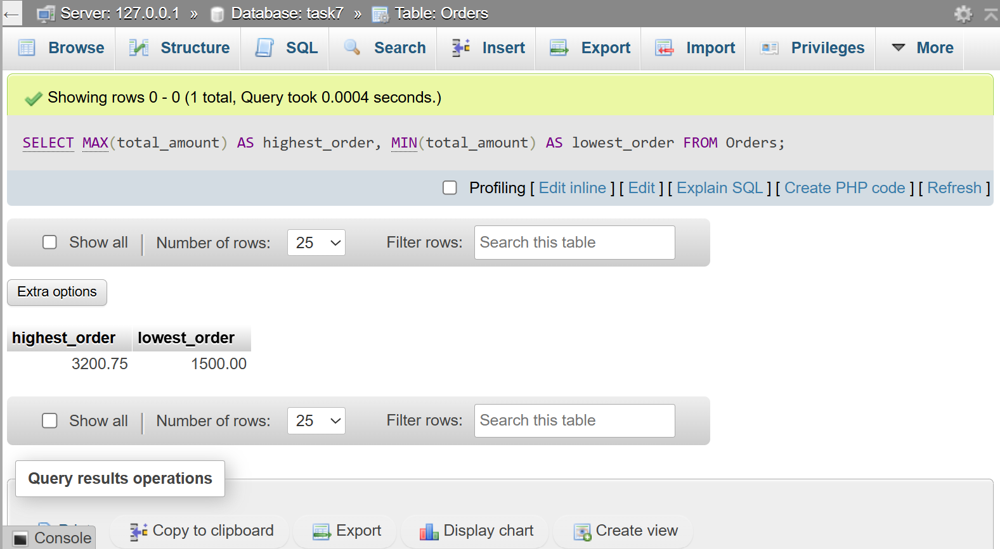 Server: 127.0.0.1 » Database: task7 » Table: Orders
Browse Structure SQL Search Insert Export Import Privileges More
Showing rows 0 - 0 (1 total, Query took 0.0004 seconds.)
SELECT MAX(total_amount) AS highest_order, MIN(total_amount) AS lowest_order FROM Orders;
Profiling [ Edit inline ] [ Edit ] [ Explain SQL ] [ Create PHP code ] [ Refresh ]
Show all Number of rows: 25 Filter rows: Search this table
Extra options
highest_order lowest_order
3200.75 1500.00
Show all Number of rows: 25 Filter rows: Search this table
Query results operations
Copy to clipboard Export Display chart Create view
Console